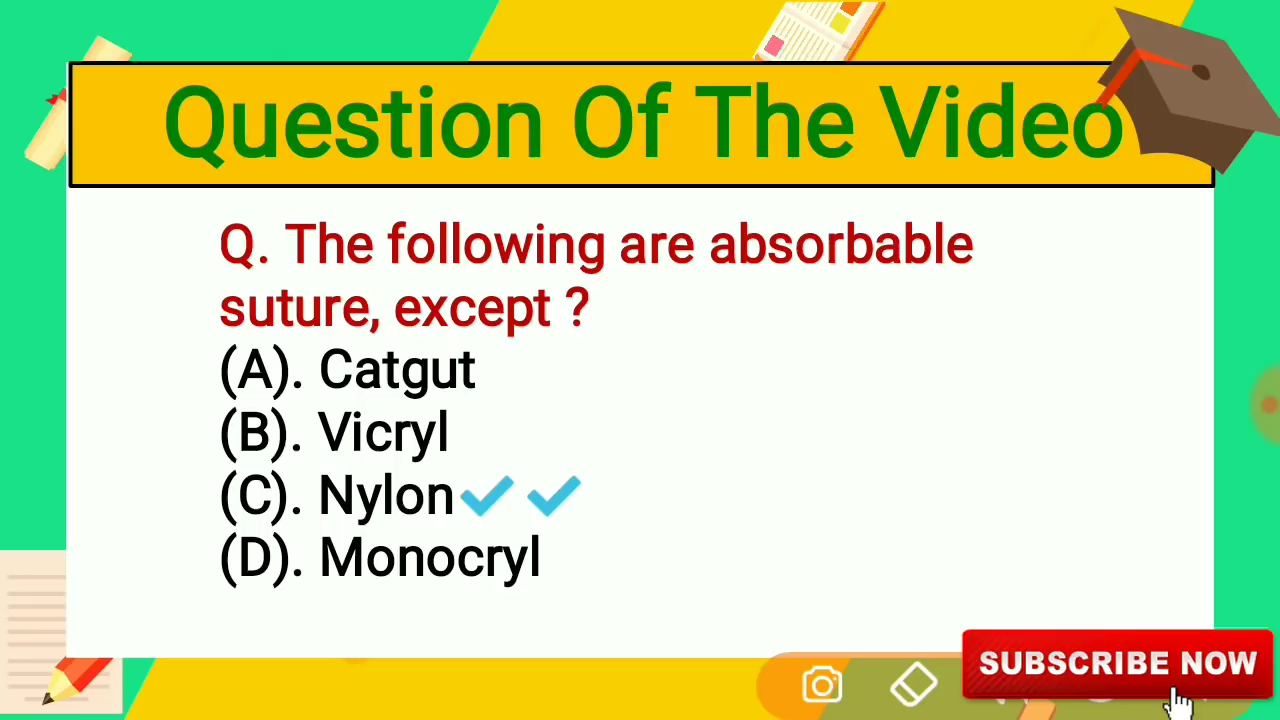 Question Of The Video
Q. The following are absorbable
suture, except ?
(A). Catgut
(B). Vicryl
(C). Nylon
(D). Monocryl
SUBSCRIBE NOW